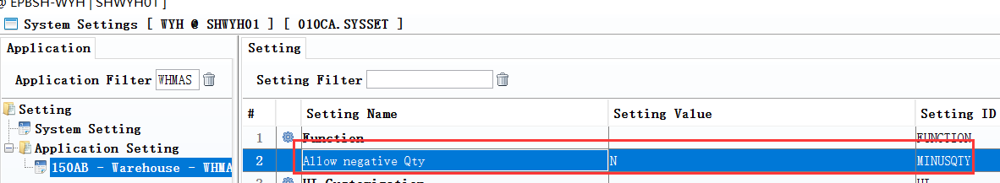 @ EPBSH-WYH | SHWYH01 ]
System Settings [ WYH @ SHWYH01 ] [ 010CA.SYSSET ]
Application
Application Filter WHMAS
Setting
System Setting
Application Setting
150AB - Warehouse - WHMA
Setting
Setting Filter
# Setting Name Setting Value Setting ID
1 Function FUNCTION
2 Allow negative Qty N MINUSQTY
3 UI Customization UI